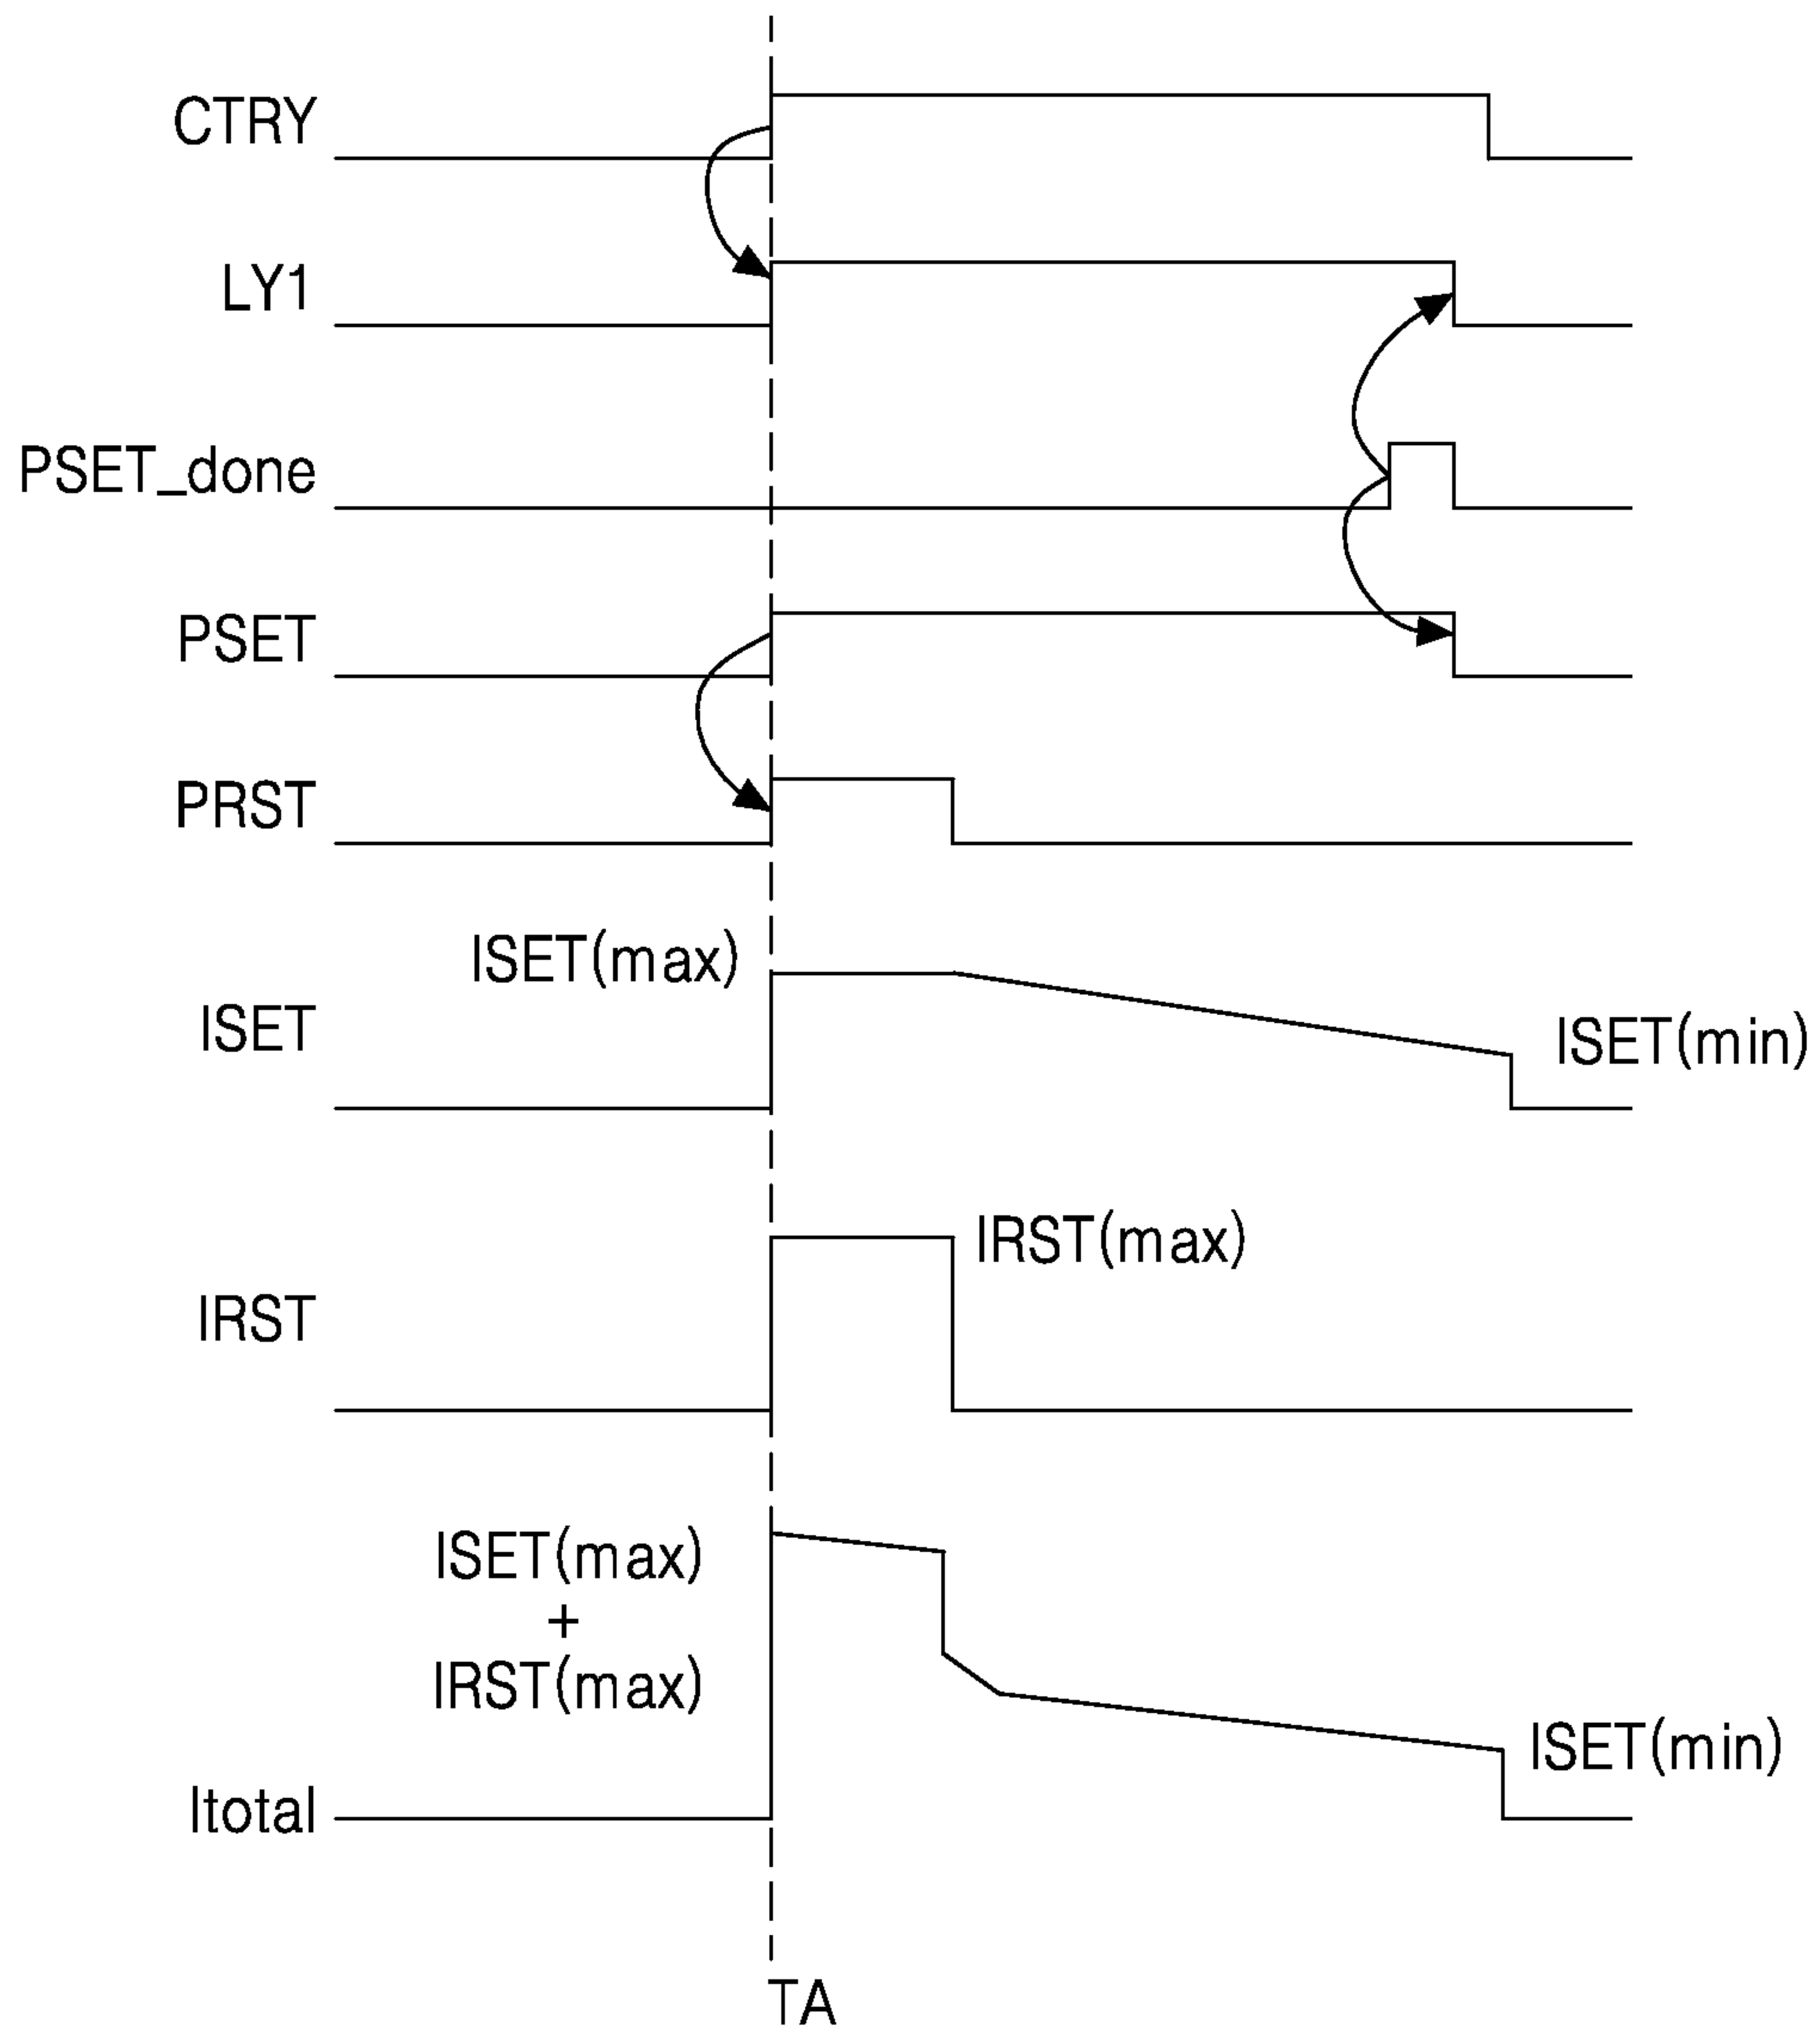 CTRY
LY1
PSET_done
PSET
PRST
ISET(max)
ISET
ISET(min)
IRST(max)
IRST
ISET(max)
+
IRST(max)
ISET(min)
Itotal
TA